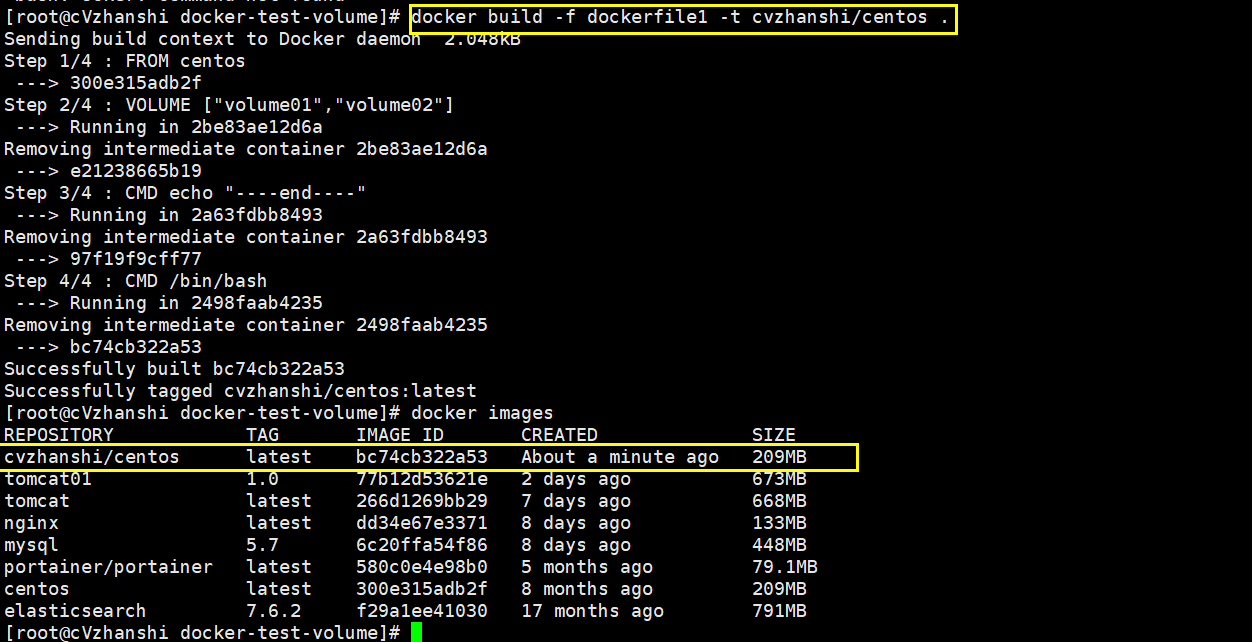 [root@cVzhanshi docker-test-volume]# docker build -f dockerfile1 -t cvzhanshi/centos .
Sending build context to Docker daemon  2.048kB
Step 1/4 : FROM centos
 ---> 300e315adb2f
Step 2/4 : VOLUME ["volume01","volume02"]
 ---> Running in 2be83ae12d6a
Removing intermediate container 2be83ae12d6a
 ---> e21238665b19
Step 3/4 : CMD echo "----end----"
 ---> Running in 2a63fdbb8493
Removing intermediate container 2a63fdbb8493
 ---> 97f19f9cff77
Step 4/4 : CMD /bin/bash
 ---> Running in 2498faab4235
Removing intermediate container 2498faab4235
 ---> bc74cb322a53
Successfully built bc74cb322a53
Successfully tagged cvzhanshi/centos:latest
[root@cVzhanshi docker-test-volume]# docker images
REPOSITORY            TAG       IMAGE ID       CREATED              SIZE
cvzhanshi/centos      latest    bc74cb322a53   About a minute ago   209MB
tomcat01              1.0       77b12d53621e   2 days ago           673MB
tomcat                latest    266d1269bb29   7 days ago           668MB
nginx                 latest    dd34e67e3371   8 days ago           133MB
mysql                 5.7       6c20ffa54f86   8 days ago           448MB
portainer/portainer   latest    580c0e4e98b0   5 months ago         79.1MB
centos                latest    300e315adb2f   8 months ago         209MB
elasticsearch         7.6.2     f29a1ee41030   17 months ago        791MB
[root@cVzhanshi docker-test-volume]#